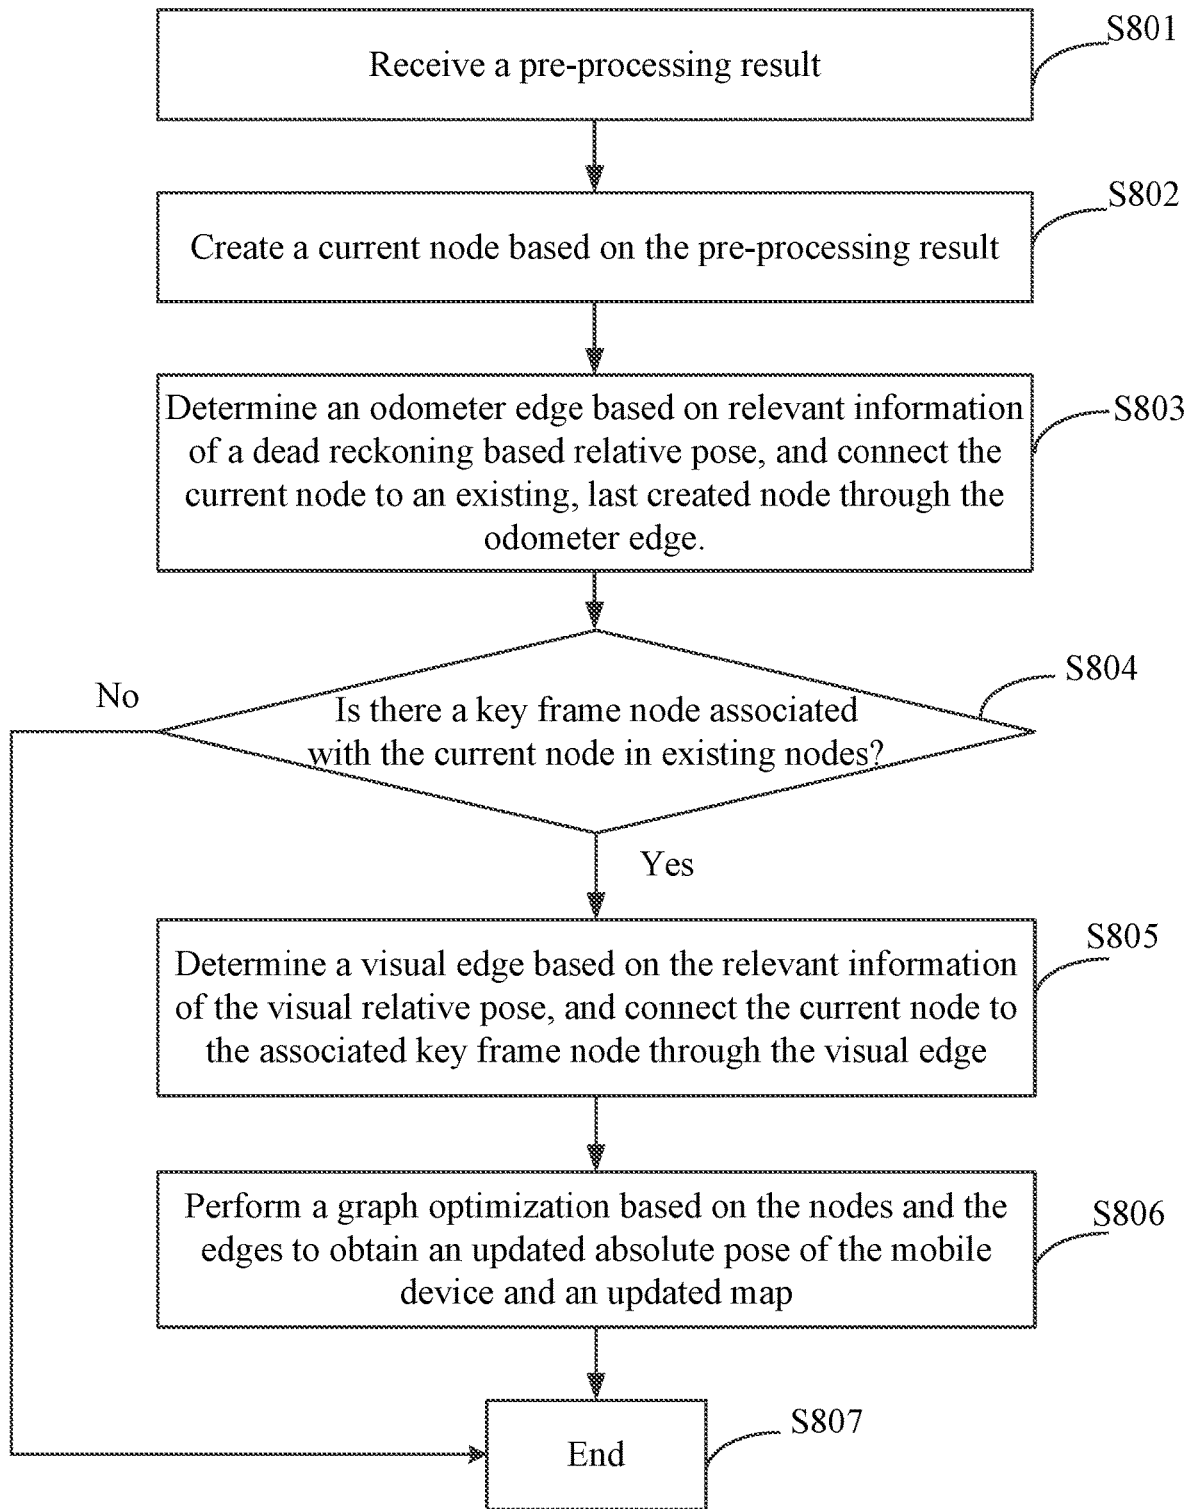 S801
Receive a pre-processing result
S802
Create a current node based on the pre-processing result
S803
Determine an odometer edge based on relevant information
of a dead reckoning based relative pose, and connect the
current node to an existing, last created node through the
odometer edge.
S804
No
Is there a key frame node associated
with the current node in existing nodes?
Yes
S805
Determine a visual edge based on the relevant information
of the visual relative pose, and connect the current node to
the associated key frame node through the visual edge
S806
Perform a graph optimization based on the nodes and the
edges to obtain an updated absolute pose of the mobile
device and an updated map
S807
End